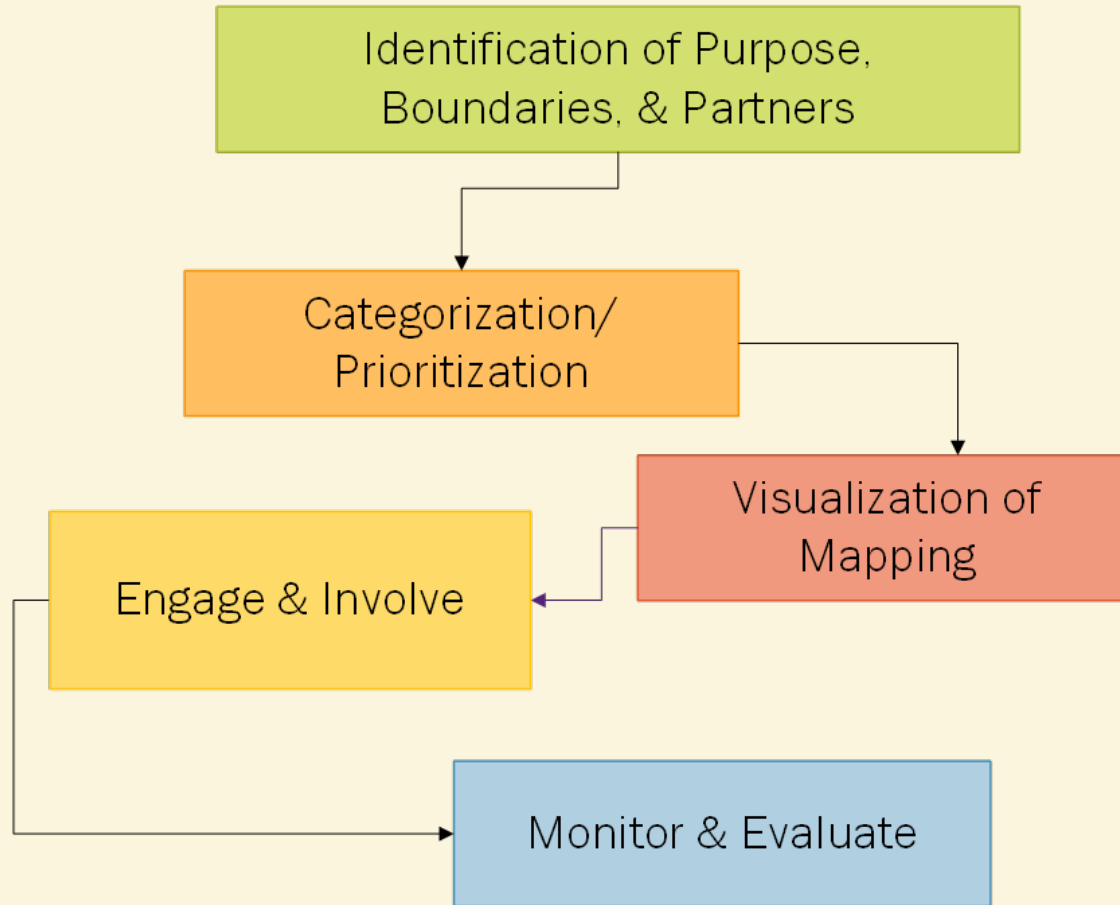 Identification of Purpose,
Boundaries, & Partners
Categorization/
Prioritization
Visualization of
Mapping
Engage & Involve
Monitor & Evaluate